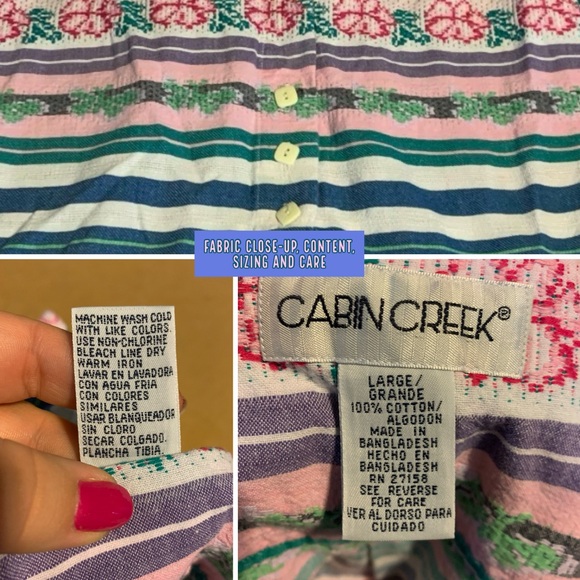 FABRIC CLOSE-UP, CONTENT,
SIZING AND CARE
MACHINE WASH COLD
WITH LIKE COLORS.
USE NON-CHLORINE
BLEACH LINE DRY
WARM IRON
LAVAR EN LAVADORA
CON AGUA FRIA
CON COLORES
SIMILARES
USAR BLANQUEADOR
SIN CLORO
SECAR COLGADO.
PLANCHA TIBIA.
CABIN CREEK®
LARGE/
GRANDE
100% COTTON/
ALGODON
MADE IN
BANGLADESH
HECHO EN
BANGLADESH
RN 27158
SEE REVERSE
FOR CARE
VER AL DORSO PARA
CUIDADO